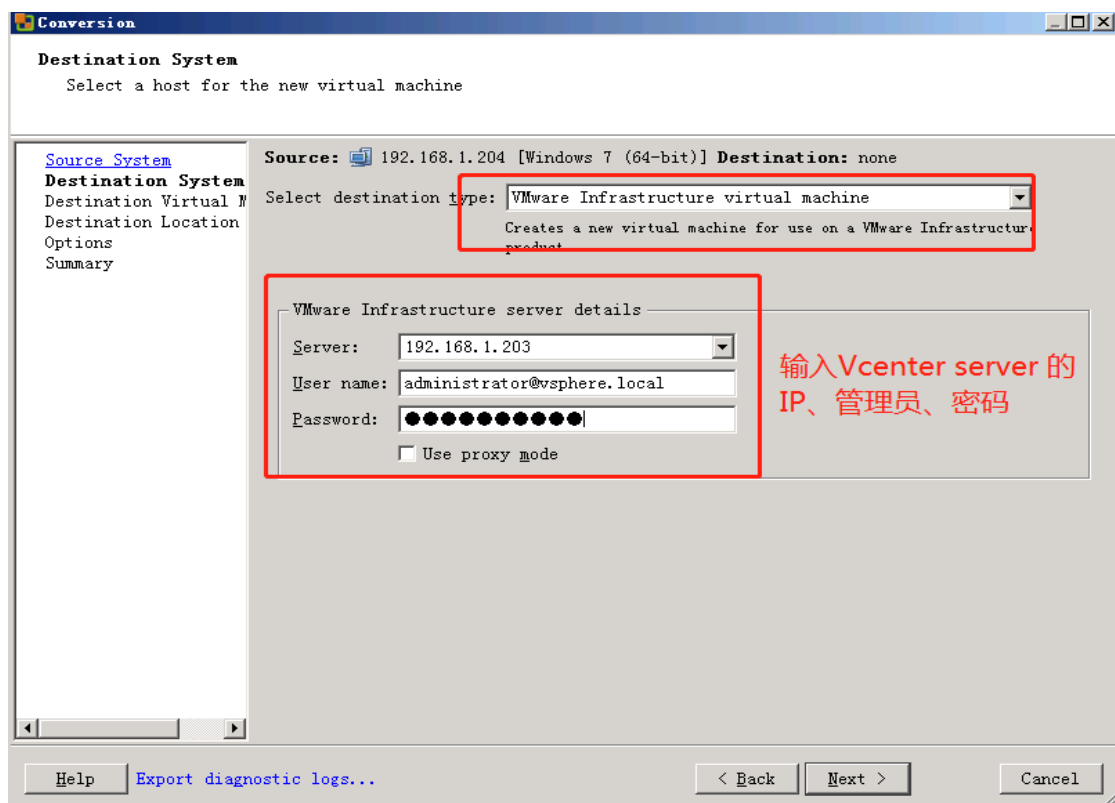 Conversion
Destination System
Select a host for the new virtual machine
Source System
Destination System
Destination Virtual M
Destination Location
Options
Summary
Source: 192.168.1.204 [Windows 7 (64-bit)] Destination: none
Select destination type: VMware Infrastructure virtual machine
Creates a new virtual machine for use on a VMware Infrastructure
product
VMware Infrastructure server details
Server: 192.168.1.203
User name: administrator@vsphere.local
Password: ●●●●●●●●●●
Use proxy mode
输入Vcenter server 的
IP、管理员、密码
Help Export diagnostic logs... < Back Next > Cancel